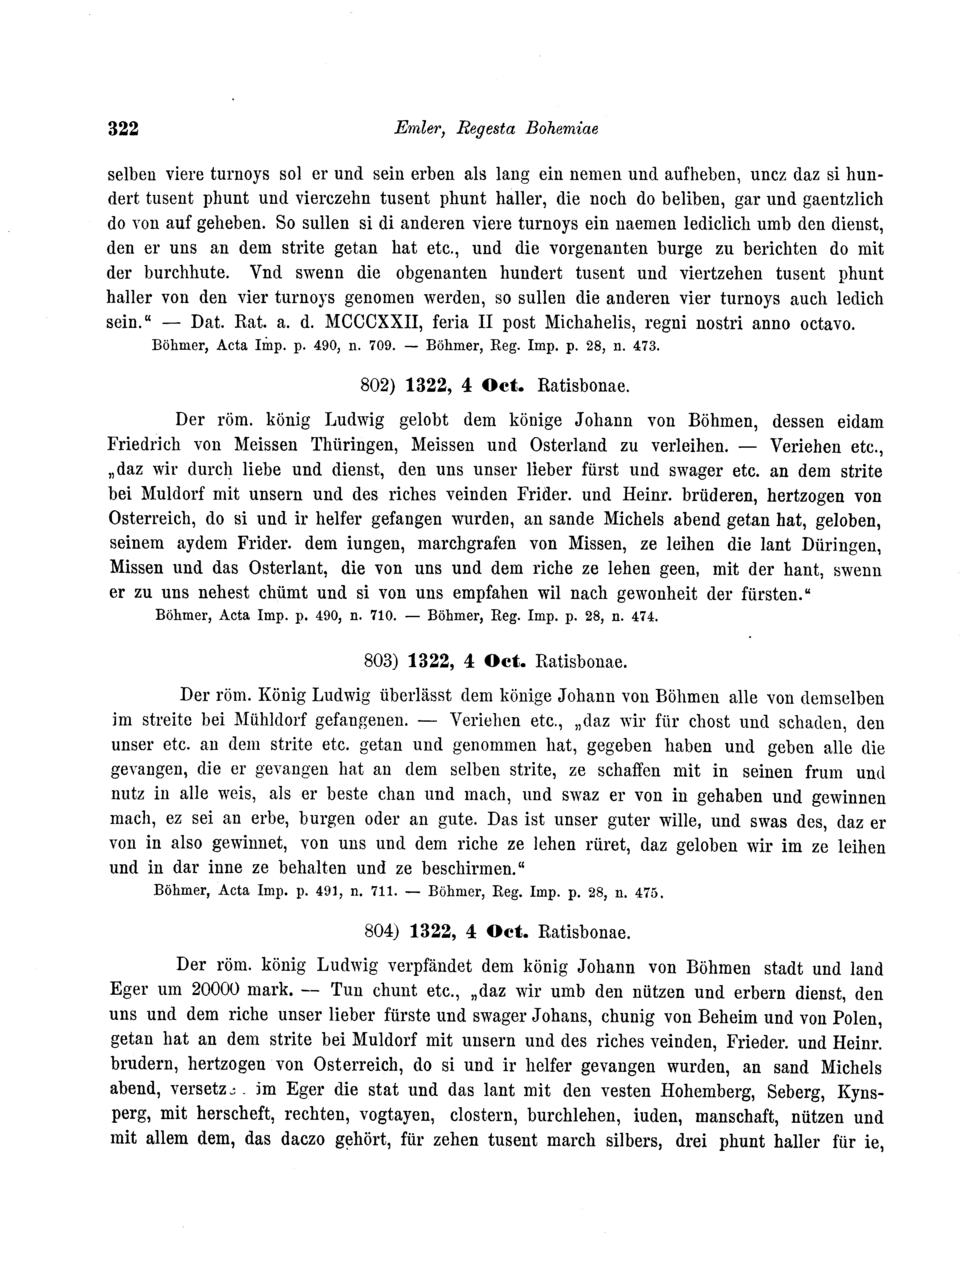 322 Emler, Regesta Bohemiae
selben viere turnoys sol er und sein erben als lang ein nemen und aufheben, uncz daz si hun-
dert tusent phunt und vierczehn tusent phunt haller, die noch do beliben, gar und gaentzlich
do von auf geheben. So sullen si di anderen viere turnoys ein naemen lediclich umb den dienst,
den er uns an dem strite getan hat etc., und die vorgenanten burge zu berichten do mit
der burchhute. Vnd swenn die obgenanten hundert tusent und viertzehen tusent phunt
haller von den vier turnoys genomen werden, so sullen die anderen vier turnoys auch ledich
sein.“ — Dat. Rat. a. d. MCCCXXII, feria II post Michahelis, regni nostri anno octavo.
Böhmer, Acta Imp. p. 490, n. 709. — Böhmer, Reg. Imp. p. 28, n. 473.
802) 1322, 4 Oct. Ratisbonae.
Der röm. könig Ludwig gelobt dem könige Johann von Böhmen, dessen eidam
Friedrich von Meissen Thüringen, Meissen und Osterland zu verleihen. — Veriehen etc.,
„daz wir durch liebe und dienst, den uns unser lieber fürst und swager etc. an dem strite
bei Muldorf mit unsern und des riches veinden Frider. und Heinr. brüderen, hertzogen von
Osterreich, do si und ir helfer gefangen wurden, an sande Michels abend getan hat, geloben,
seinem aydem Frider. dem iungen, marchgrafen von Missen, ze leihen die lant Düringen,
Missen und das Osterlant, die von uns und dem riche ze lehen geen, mit der hant, swenn
er zu uns nehest chümt und si von uns empfahen wil nach gewonheit der fürsten.“
Böhmer, Acta Imp. p. 490, n. 710. — Böhmer, Reg. Imp. p. 28, n. 474.
803) 1322, 4 Oct. Ratisbonae.
Der röm. König Ludwig überlässt dem könige Johann von Böhmen alle von demselben
im streite bei Mühldorf gefangenen. — Veriehen etc., „daz wir für chost und schaden, den
unser etc. an dem strite etc. getan und genommen hat, gegeben haben und geben alle die
gevangen, die er gevangen hat an dem selben strite, ze schaffen mit in seinen frum und
nutz in alle weis, als er beste chan und mach, und swaz er von in gehaben und gewinnen
mach, ez sei an erbe, burgen oder an gute. Das ist unser guter wille, und swas des, daz er
von in also gewinnet, von uns und dem riche ze lehen rüret, daz geloben wir im ze leihen
und in dar inne ze behalten und ze beschirmen.“
Böhmer, Acta Imp. p. 491, n. 711. — Böhmer, Reg. Imp. p. 28, n. 475.
804) 1322, 4 Oct. Ratisbonae.
Der röm. könig Ludwig verpfändet dem könig Johann von Böhmen stadt und land
Eger um 20000 mark. — Tun chunt etc., „daz wir umb den nützen und erbern dienst, den
uns und dem riche unser lieber fürste und swager Johans, chunig von Beheim und von Polen,
getan hat an dem strite bei Muldorf mit unsern und des riches veinden, Frieder. und Heinr.
brudern, hertzogen von Osterreich, do si und ir helfer gevangen wurden, an sand Michels
abend, im Eger die stat und das lant mit den vesten Hohemberg, Seberg, Kyns-
perg, mit herscheft, rechten, vogtayen, clostern, burchlehen, iuden, manschaft, nützen und
mit allem dem, das daczo gehört, für zehen tusent march silbers, drei phunt haller für ie,